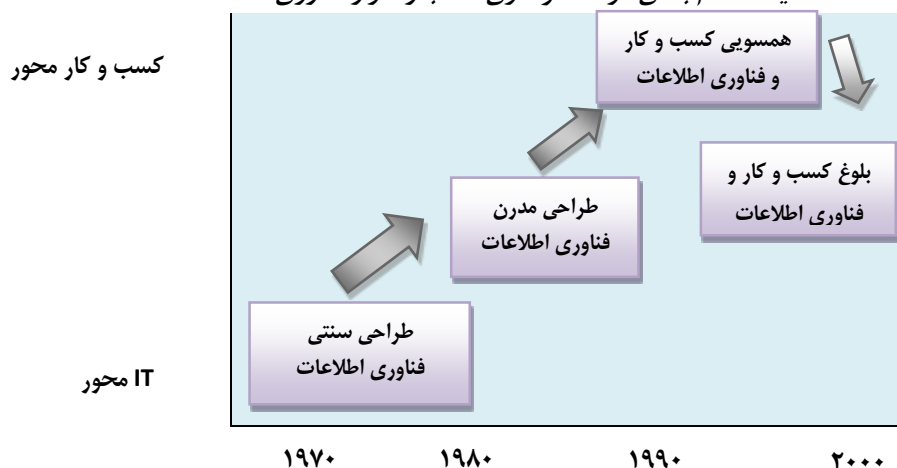 کسب و کار محور
همسویی کسب و کار
و فناوری اطلاعات
بلوغ کسب و کار و
فناوری اطلاعات
طراحی مدرن
فناوری اطلاعات
طراحی سنتی
فناوری اطلاعات
IT محور
۱۹۷۰ ۱۹۸۰ ۱۹۹۰ ۲۰۰۰